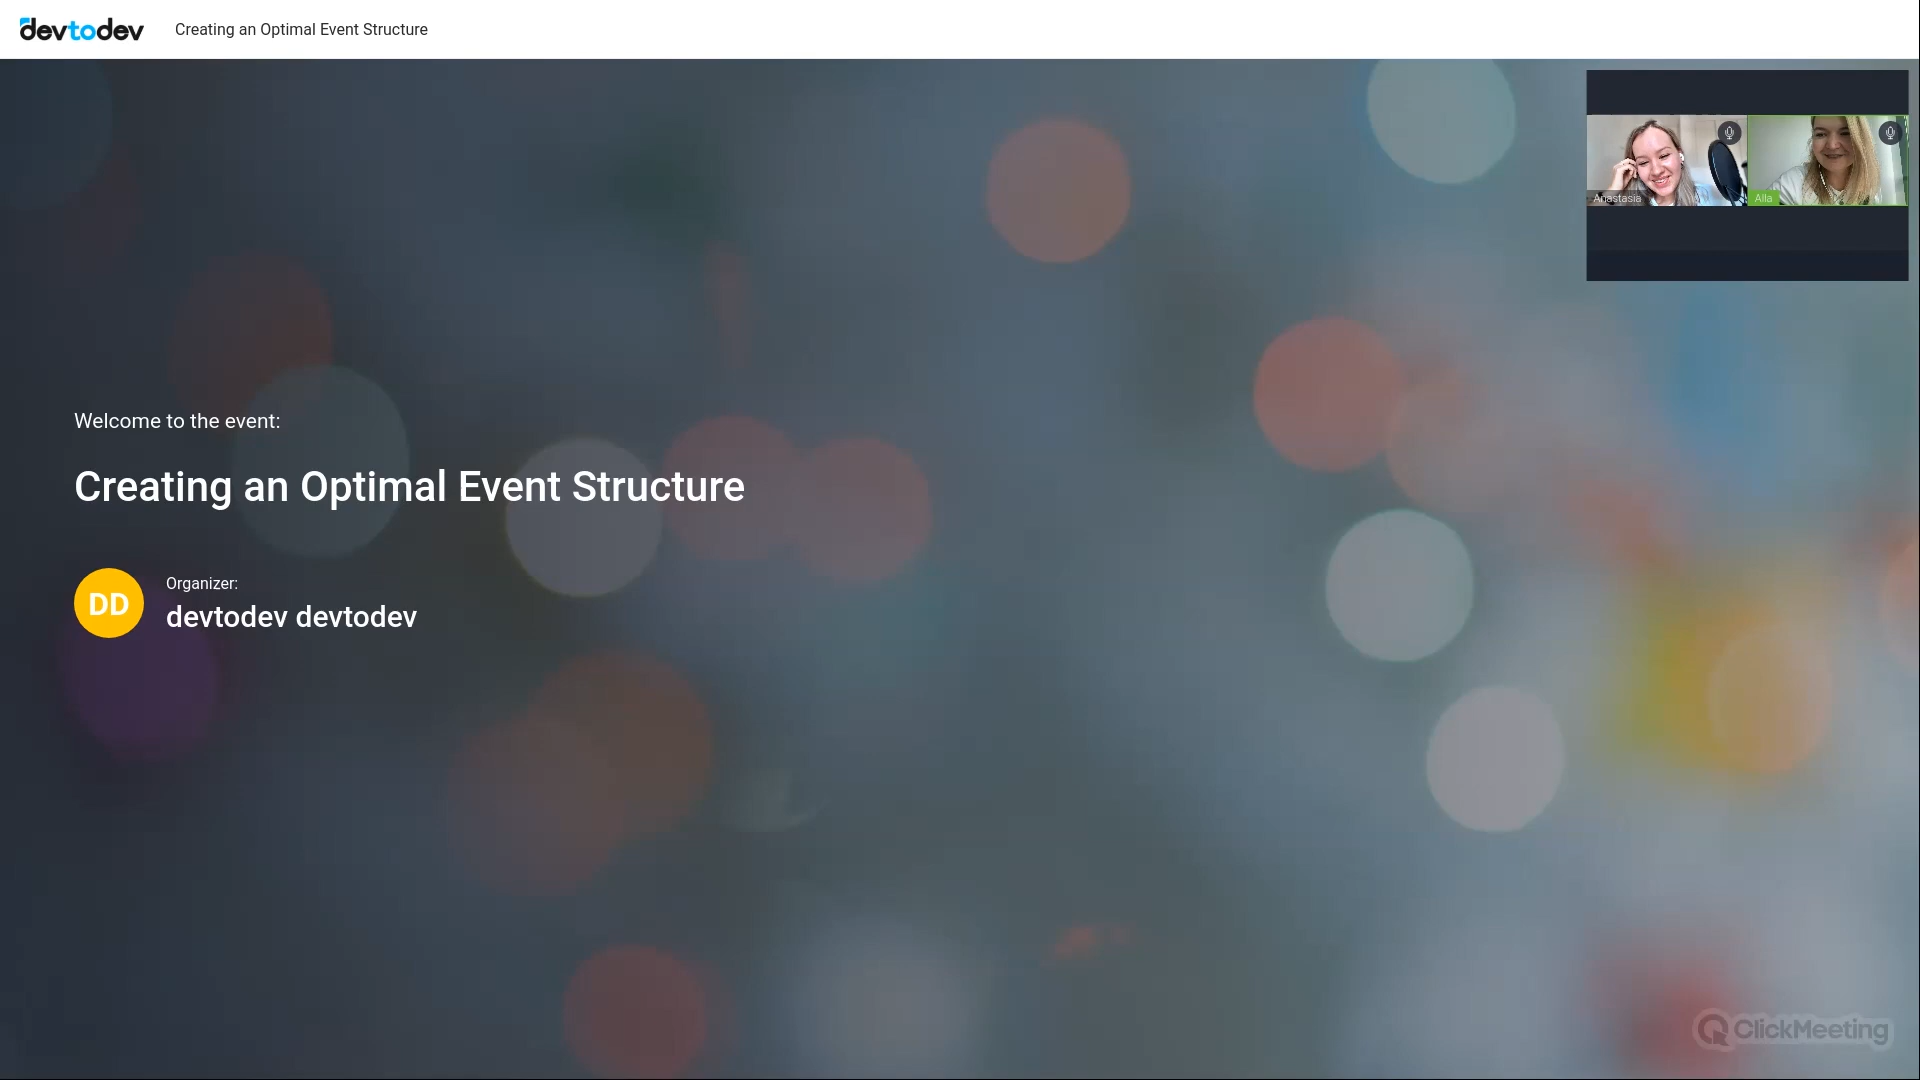 devtodev
Creating an Optimal Event Structure
Anastasia
Alla
Welcome to the event:
Creating an Optimal Event Structure
DD
Organizer:
devtodev devtodev
ClickMeeting